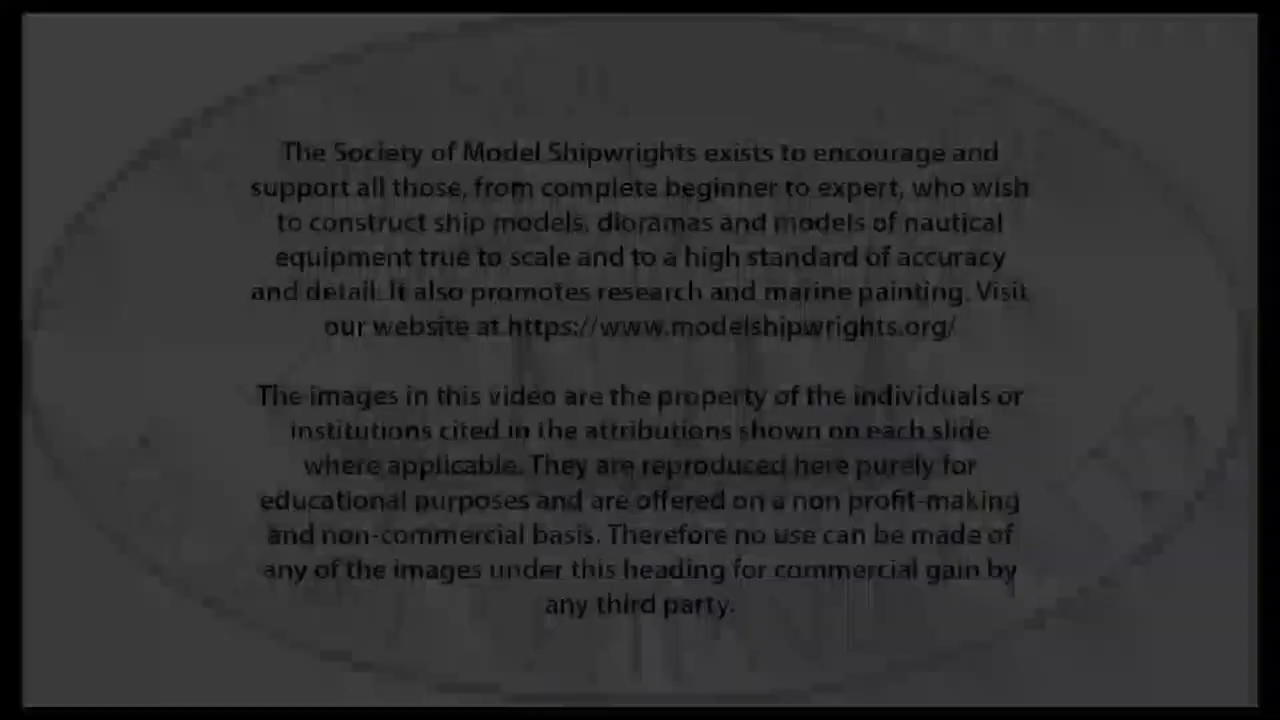 The Society of Model Shipwrights exists to encourage and
support all those, from complete beginner to expert, who wish
to construct ship models, dioramas and models of nautical
equipment true to scale and to a high standard of accuracy
and detail. It also promotes research and marine painting. Visit
our website at https://www.modelshipwrights.org/
The images in this video are the property of the individuals or
institutions cited in the attributions shown on each slide
where applicable. They are reproduced here purely for
educational purposes and are offered on a non profit-making
and non-commercial basis. Therefore no use can be made of
any of the images under this heading for commercial gain by
any third party.